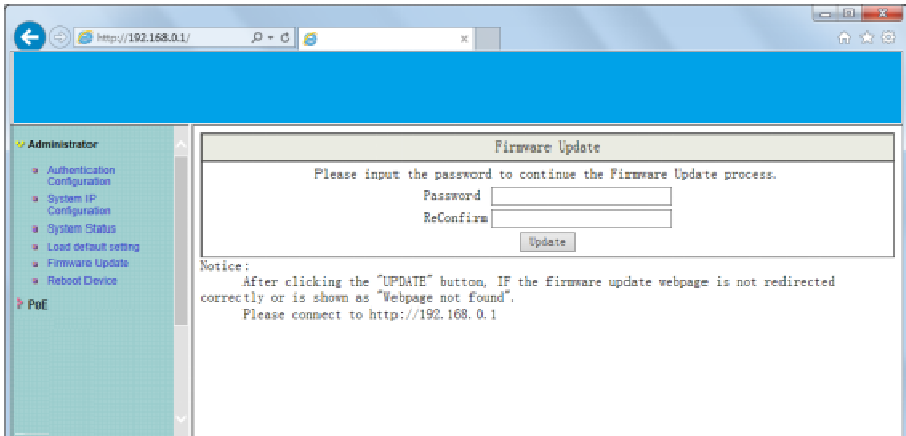 http://192.168.0.1/
Administrator
Authentication
Configuration
System IP
Configuration
System Status
Load default setting
Firmware Update
Reboot Device
PoE
Firmware Update
Please input the password to continue the Firmware Update process.
Password
ReConfirm
Update
Notice:
After clicking the "UPDATE" button, IF the firmware update webpage is not redirected
correctly or is shown as "Webpage not found".
Please connect to http://192.168.0.1